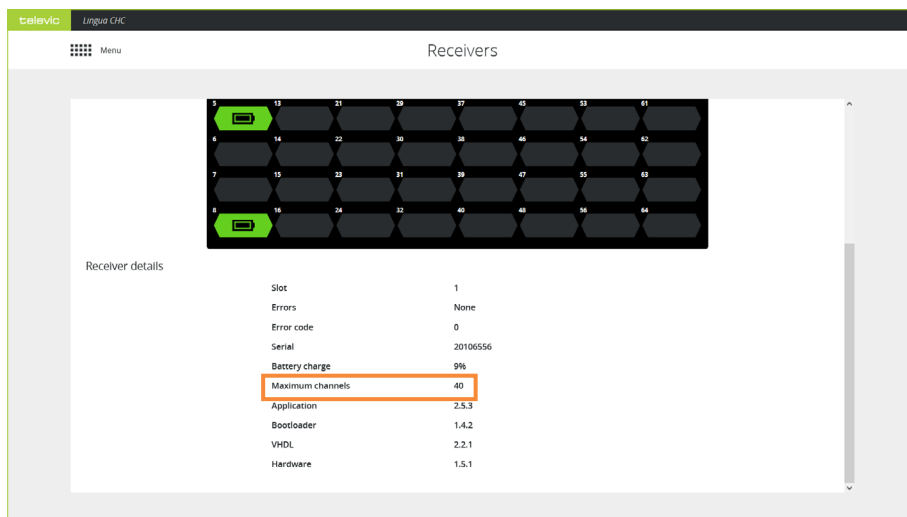 televic Lingua CHC
Menu Receivers
5 13 21 29 37 45 53 61
6 14 22 30 38 46 54 62
7 15 23 31 39 47 55 63
8 16 24 32 40 48 56 64
Receiver details
Slot 1
Errors None
Error code 0
Serial 20106556
Battery charge 9%
Maximum channels 40
Application 2.5.3
Bootloader 1.4.2
VHDL 2.2.1
Hardware 1.5.1